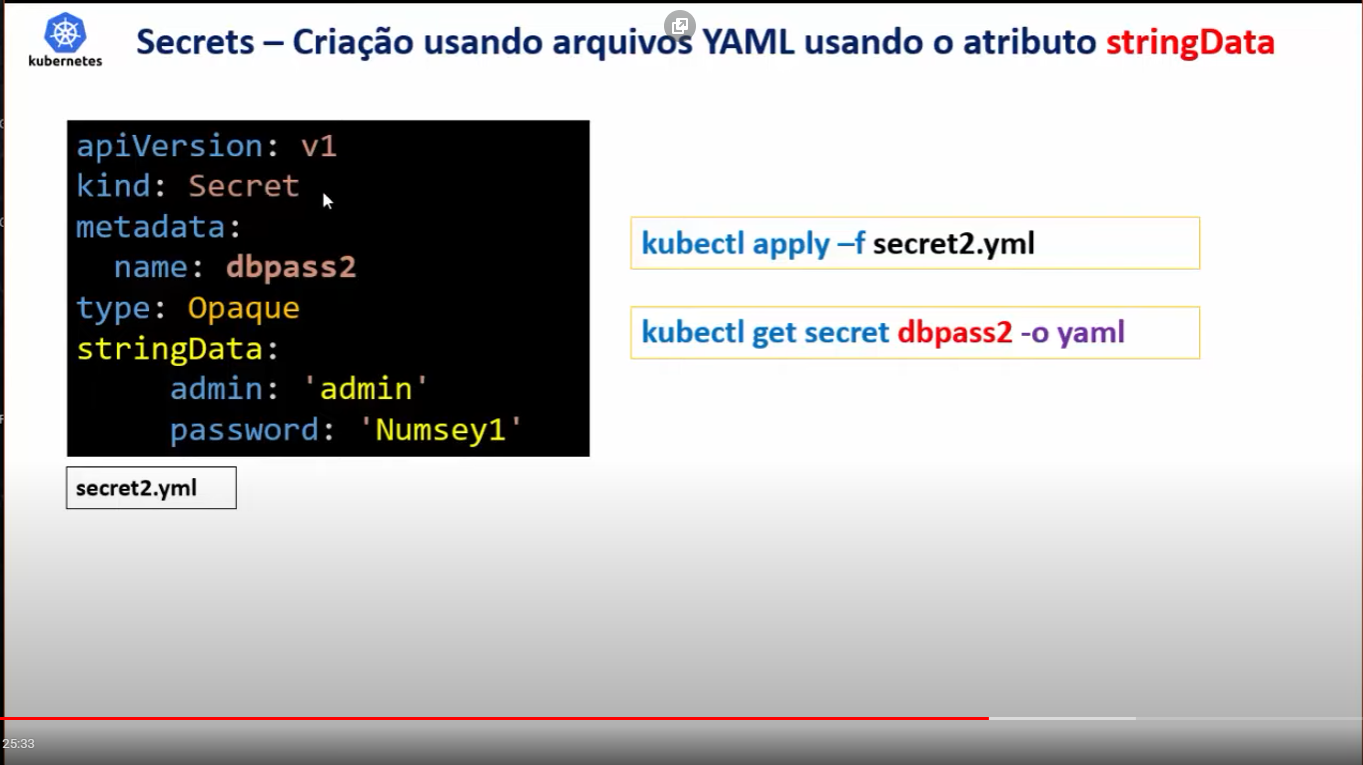 kubernetes
Secrets – Criação usando arquivos YAML usando o atributo stringData
apiVersion: v1
kind: Secret
metadata:
  name: dbpass2
type: Opaque
stringData:
     admin: 'admin'
     password: 'Numsey1'
secret2.yml
kubectl apply –f secret2.yml
kubectl get secret dbpass2 -o yaml
25:33